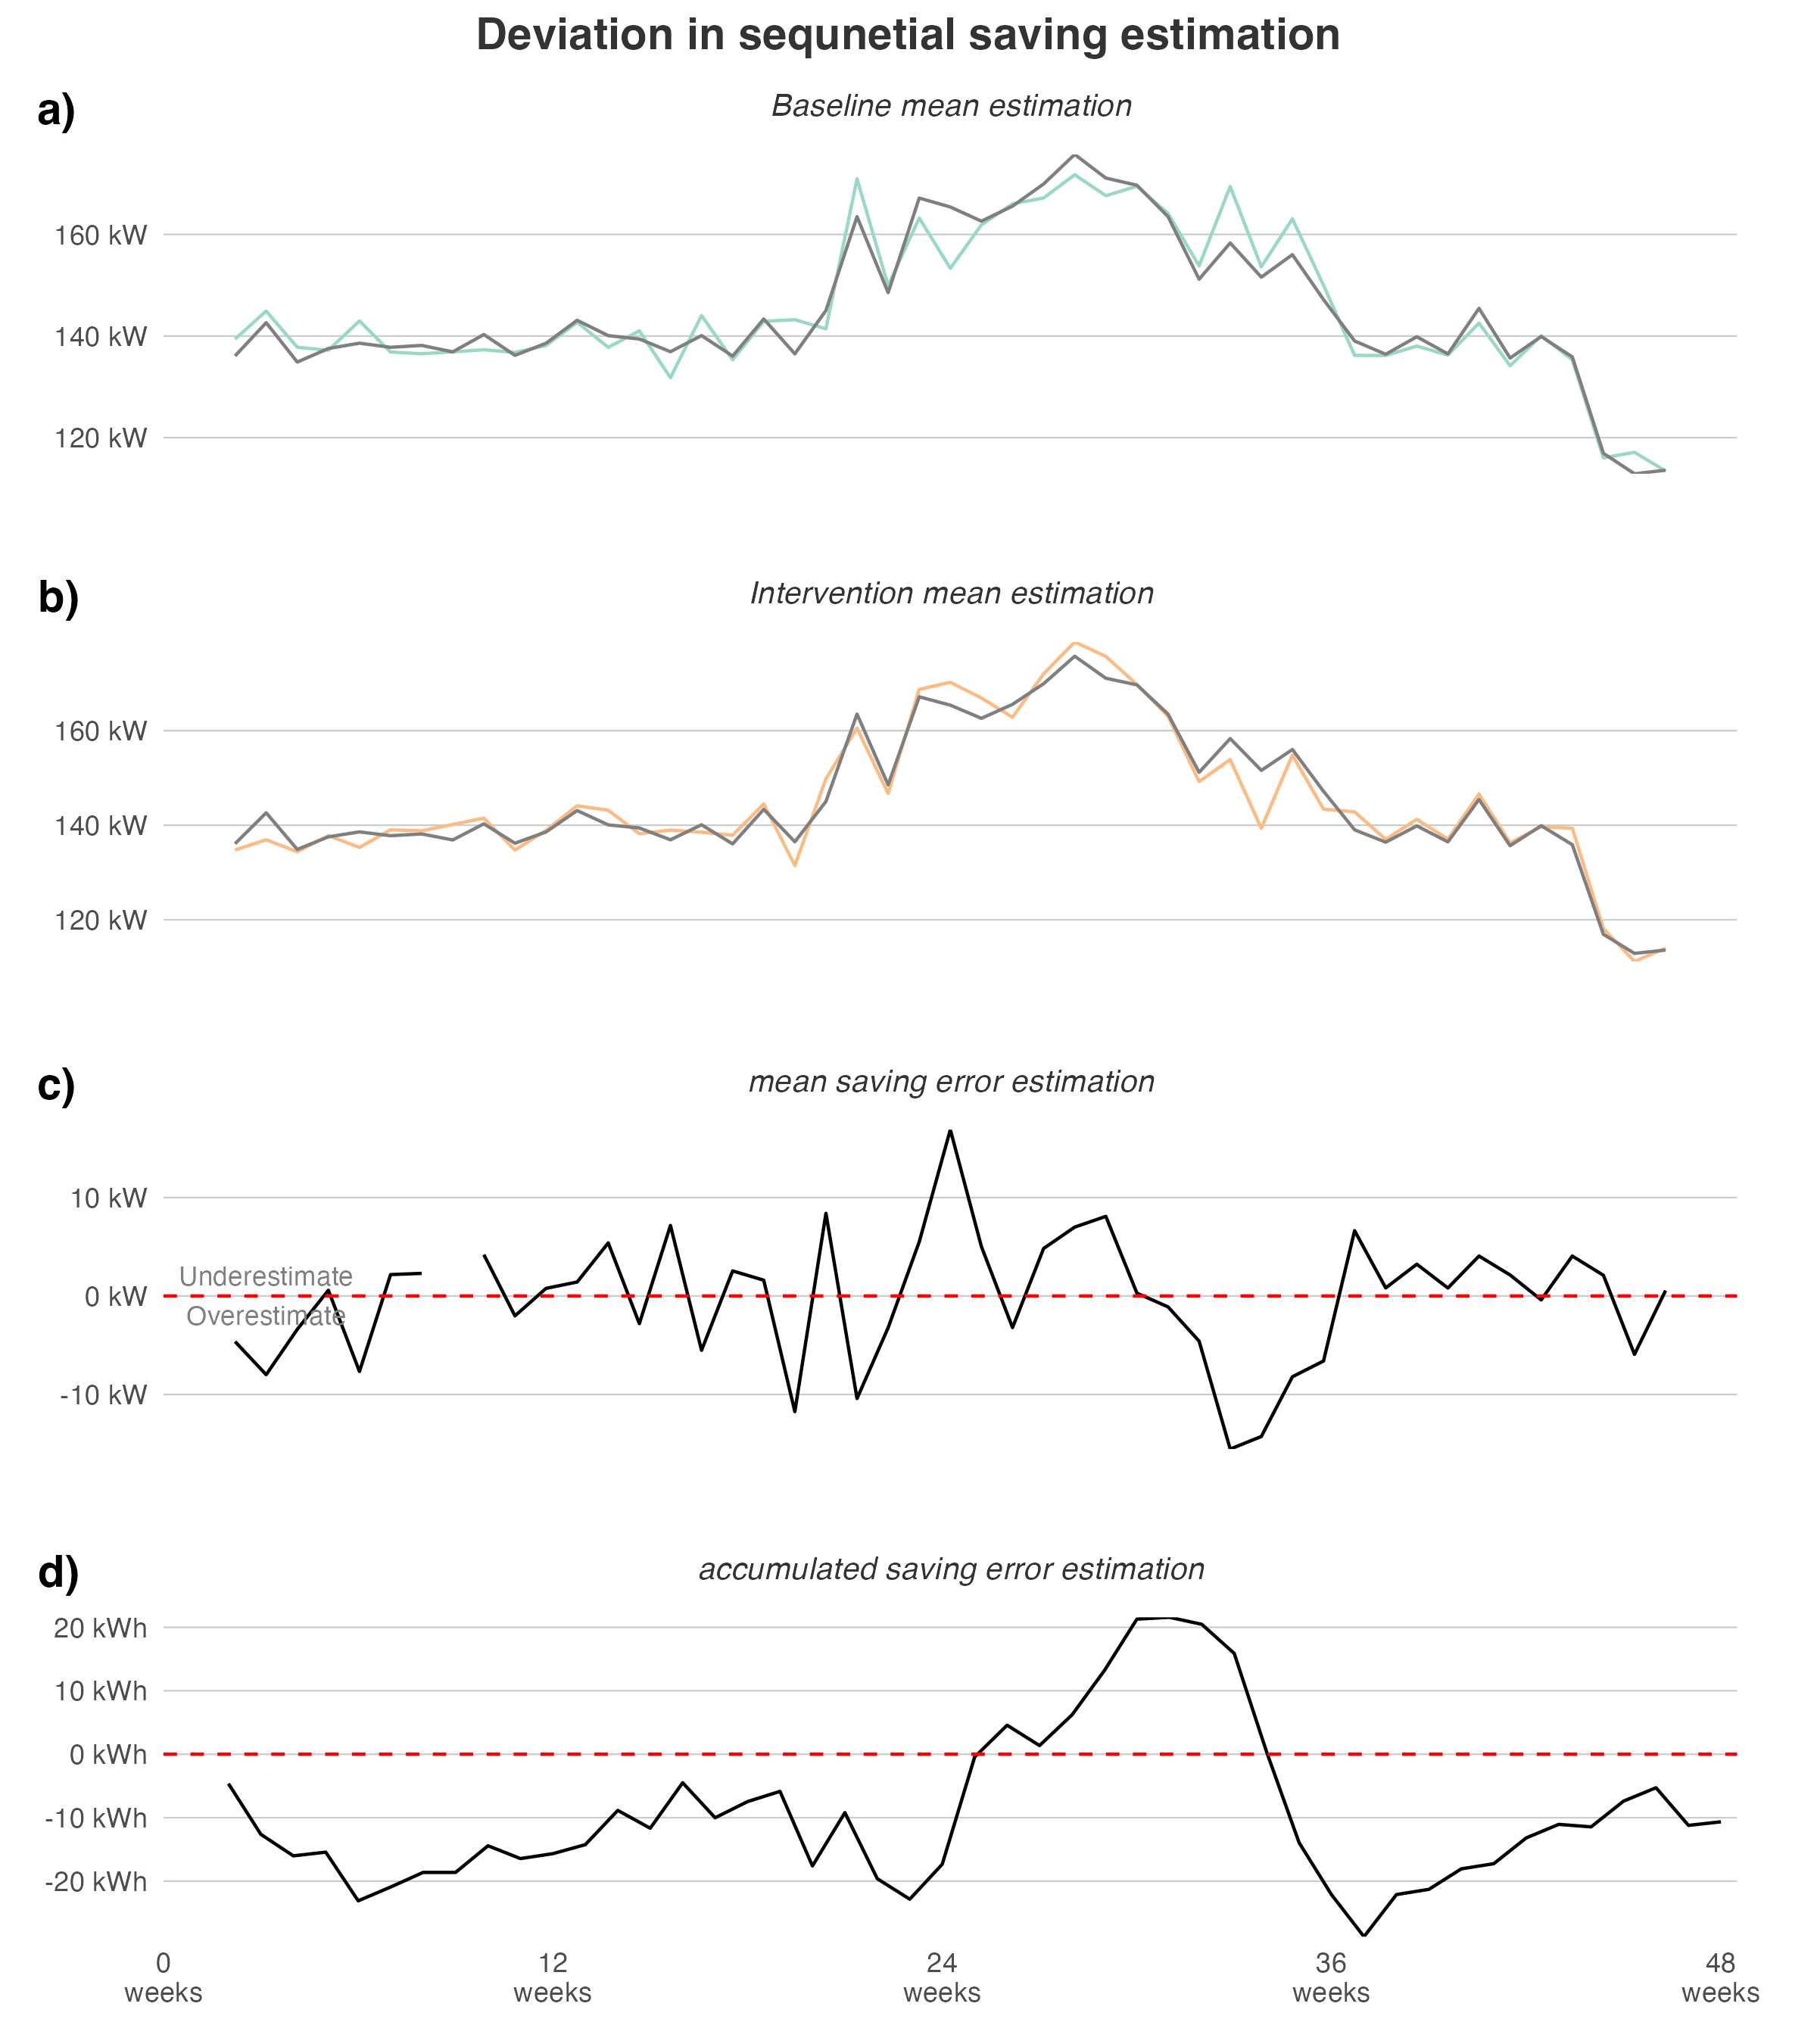 Deviation in sequnetial saving estimation
a)
Baseline mean estimation
160 kW
140 kW
120 kW
b)
Intervention mean estimation
160 kW
140 kW
120 kW
c)
mean saving error estimation
10 kW
Underestimate
0 kW
Overestimate
-10 kW
d)
accumulated saving error estimation
20 kWh
10 kWh
0 kWh
-10 kWh
-20 kWh
0 12 24 36 48
weeks weeks weeks weeks weeks